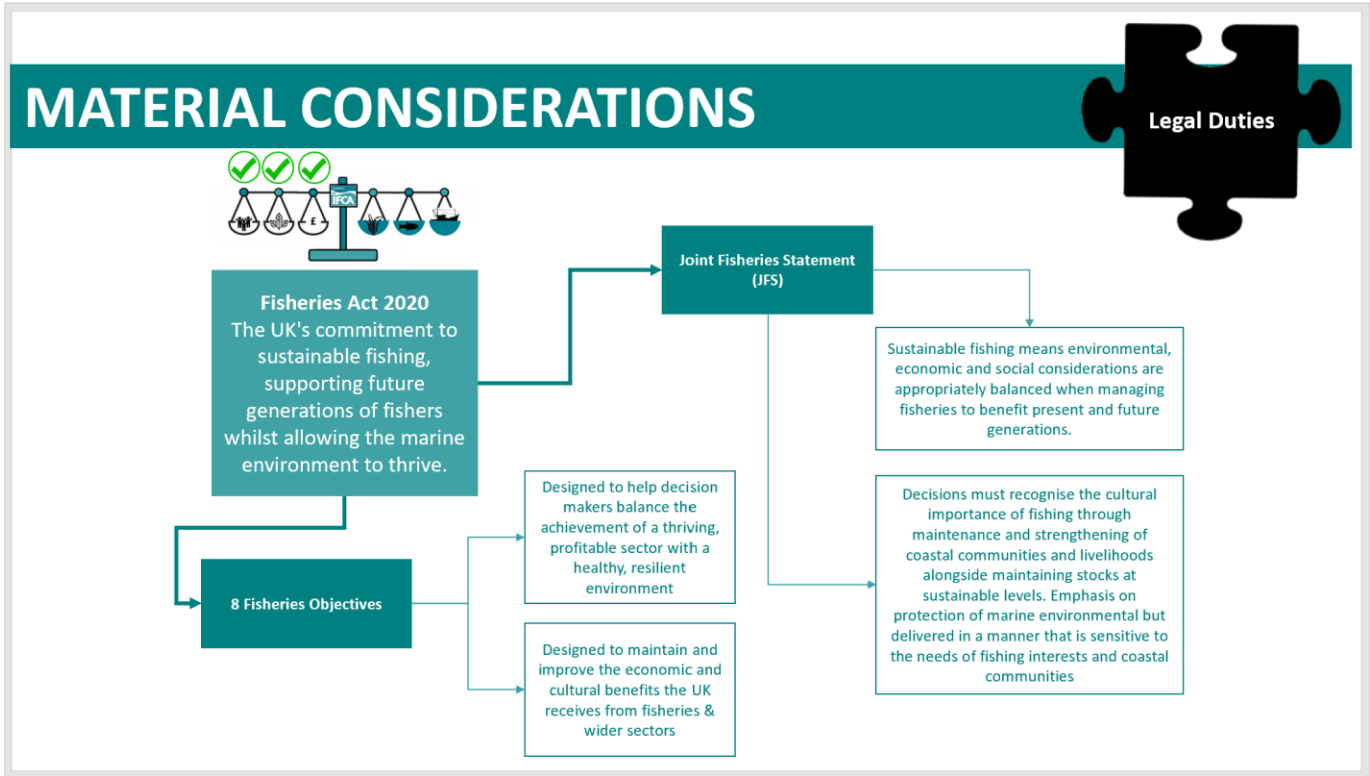 MATERIAL CONSIDERATIONS
Legal Duties
IFCA
£
Fisheries Act 2020
The UK's commitment to
sustainable fishing,
supporting future
generations of fishers
whilst allowing the marine
environment to thrive.
Joint Fisheries Statement
(JFS)
Sustainable fishing means environmental,
economic and social considerations are
appropriately balanced when managing
fisheries to benefit present and future
generations.
Decisions must recognise the cultural
importance of fishing through
maintenance and strengthening of
coastal communities and livelihoods
alongside maintaining stocks at
sustainable levels. Emphasis on
protection of marine environmental but
delivered in a manner that is sensitive to
the needs of fishing interests and coastal
communities
8 Fisheries Objectives
Designed to help decision
makers balance the
achievement of a thriving,
profitable sector with a
healthy, resilient
environment
Designed to maintain and
improve the economic and
cultural benefits the UK
receives from fisheries &
wider sectors